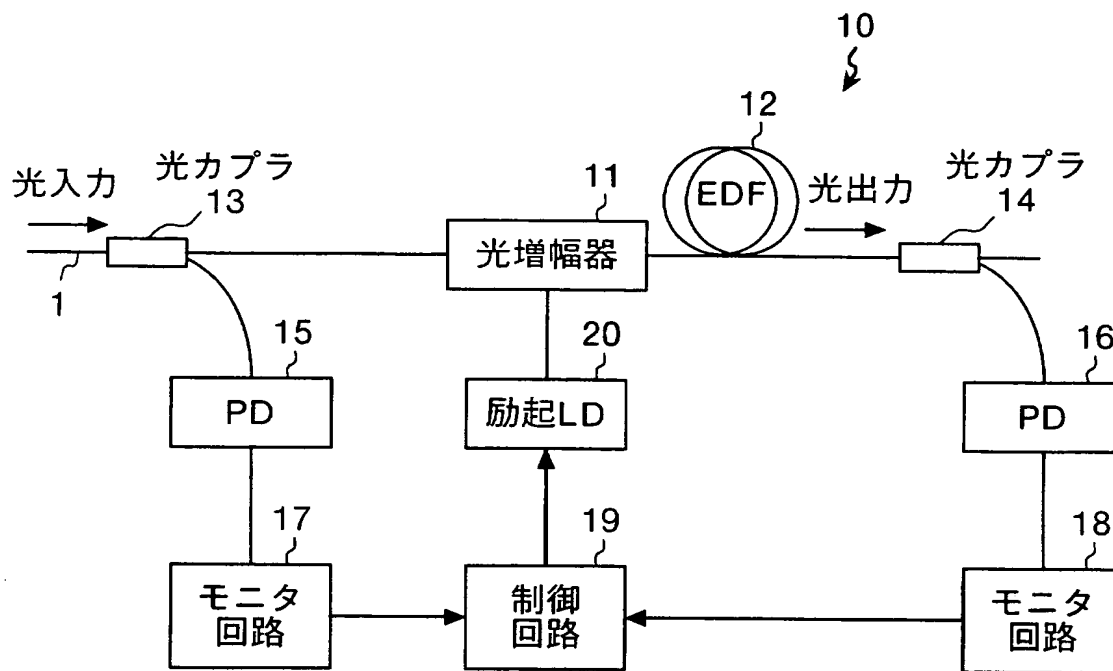 10
12
光カプラ
光カプラ
光入力
13
11
EDF
光出力
14
光増幅器
1
15
20
16
PD
励起LD
PD
17
19
18
モニタ
回路
制御
回路
モニタ
回路